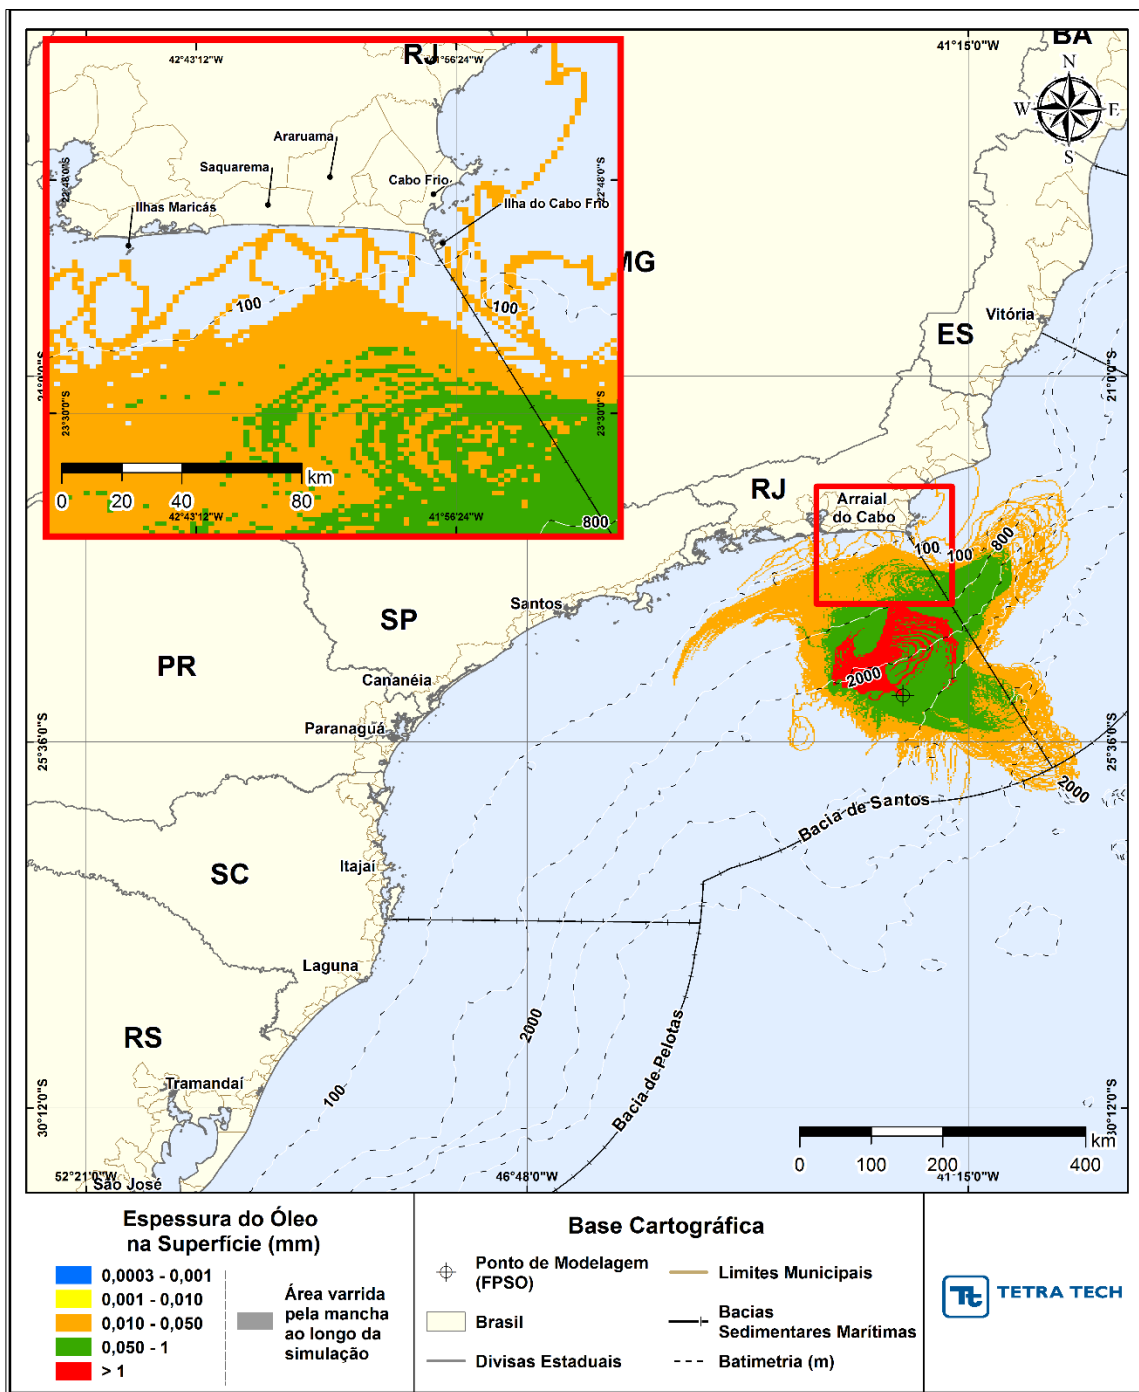 41°15'0"W
BA
N
W
E
S
42°43'12"W
RJ
41°56'24"W
Araruama
Saquarema
Cabo Frio
Ilhas Maricás
Ilha do Cabo Frio
22°48'0"S
22°48'0"S
100
100
23°30'0"S
23°30'0"S
km
0
20
40
80
42°43'12"W
41°56'24"W
800
MG
ES
Vitória
21°0'0"S
RJ
Arraial
do Cabo
100
100
800
SP
Santos
PR
Cananéia
2000
Paranaguá
25°36'0"S
25°36'0"S
2000
Bacia de Santos
SC
Itajaí
Laguna
2000
RS
Bacia de Pelotas
Tramandaí
100
30°12'0"S
30°12'0"S
km
0
100
200
400
52°21'0"W
46°48'0"W
41°15'0"W
São José
Espessura do Óleo
na Superfície (mm)
0,0003 - 0,001
0,001 - 0,010
0,010 - 0,050
0,050 - 1
> 1
Área varrida
pela mancha
ao longo da
simulação
Base Cartográfica
Ponto de Modelagem
(FPSO)
Brasil
Divisas Estaduais
Limites Municipais
Bacias
Sedimentares Marítimas
Batimetria (m)
Tt
TETRA TECH